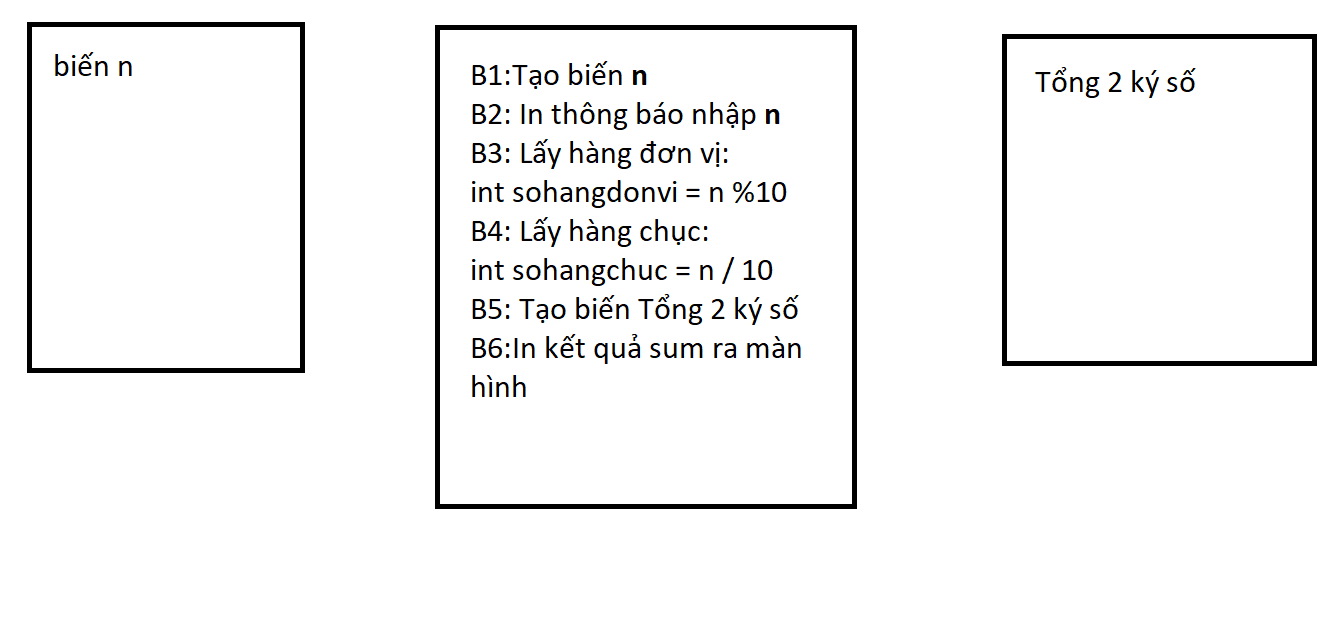 biến n
B1:Tạo biến n
B2: In thông báo nhập n
B3: Lấy hàng đơn vị:
int sohangdonvi = n %10
B4: Lấy hàng chục:
int sohangchuc = n / 10
B5: Tạo biến Tổng 2 ký số
B6:In kết quả sum ra màn
hình
Tổng 2 ký số